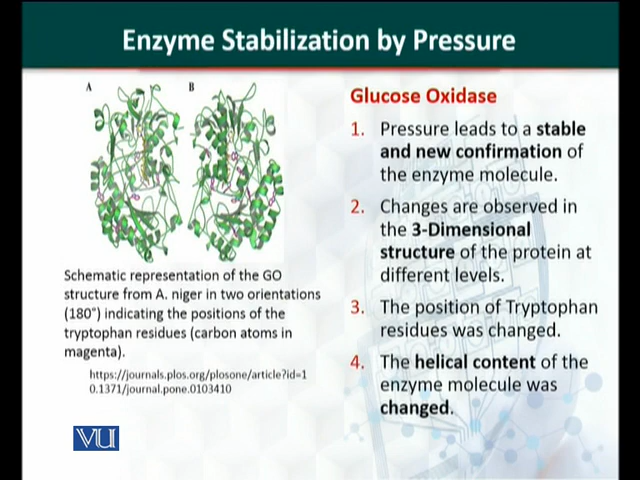 Enzyme Stabilization by Pressure
A
B
Schematic representation of the GO
structure from A. niger in two orientations
(180°) indicating the positions of the
tryptophan residues (carbon atoms in
magenta).
https://journals.plos.org/plosone/article?id=1
0.1371/journal.pone.0103410
VU
Glucose Oxidase
1. Pressure leads to a stable
and new confirmation of
the enzyme molecule.
2. Changes are observed in
the 3-Dimensional
structure of the protein at
different levels.
3. The position of Tryptophan
residues was changed.
4. The helical content of the
enzyme molecule was
changed.